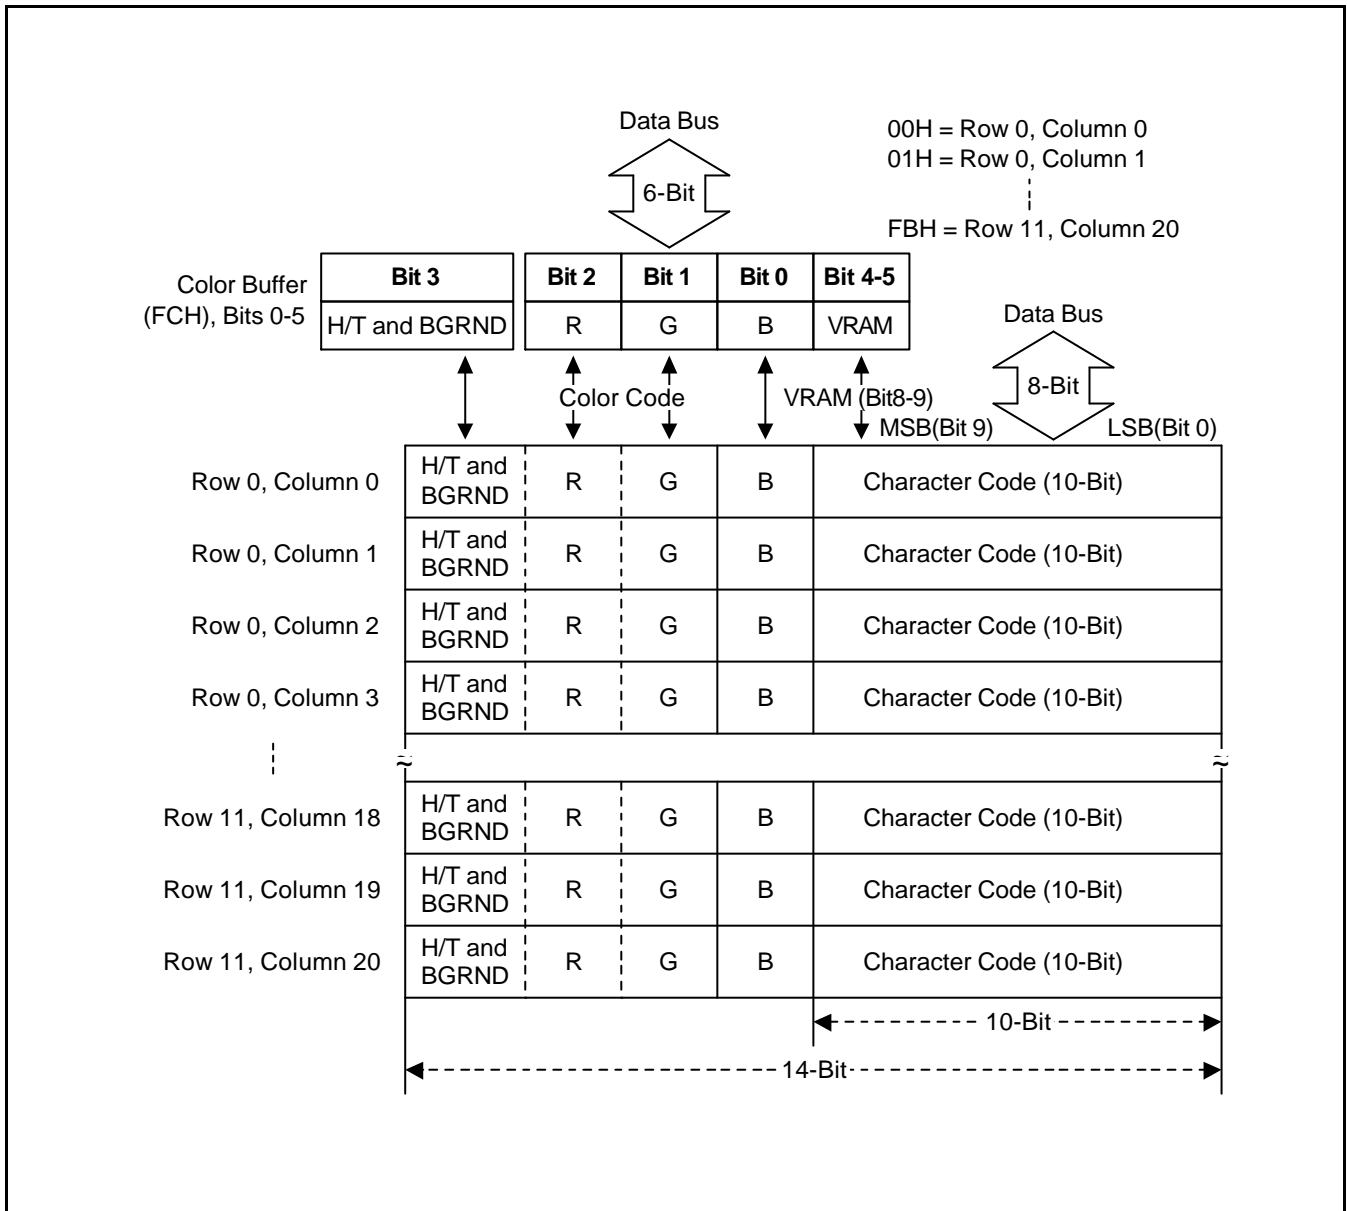 Data Bus
6-Bit
00H = Row 0, Column 0
01H = Row 0, Column 1
FBH = Row 11, Column 20
Color Buffer
(FCH), Bits 0-5
Bit 3 Bit 2 Bit 1 Bit 0 Bit 4-5
H/T and BGRND R G B VRAM
Data Bus
8-Bit
Color Code
VRAM (Bit8-9)
MSB(Bit 9)
LSB(Bit 0)
Row 0, Column 0
H/T and
BGRND
R G B Character Code (10-Bit)
Row 0, Column 1
H/T and
BGRND
R G B Character Code (10-Bit)
Row 0, Column 2
H/T and
BGRND
R G B Character Code (10-Bit)
Row 0, Column 3
H/T and
BGRND
R G B Character Code (10-Bit)
≈ ≈
Row 11, Column 18
H/T and
BGRND
R G B Character Code (10-Bit)
Row 11, Column 19
H/T and
BGRND
R G B Character Code (10-Bit)
Row 11, Column 20
H/T and
BGRND
R G B Character Code (10-Bit)
10-Bit
14-Bit